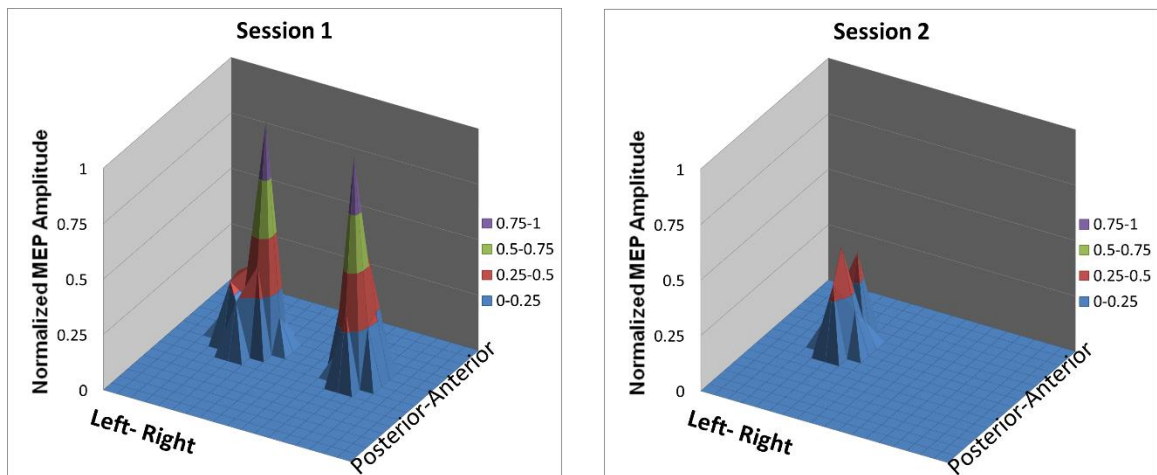 Session 1
Normalized MEP Amplitude
1
0.75
0.5
0.25
0
Left- Right
Posterior-Anterior
0.75-1
0.5-0.75
0.25-0.5
0-0.25
Session 2
Normalized MEP Amplitude
1
0.75
0.5
0.25
0
Left- Right
Posterior-Anterior
0.75-1
0.5-0.75
0.25-0.5
0-0.25